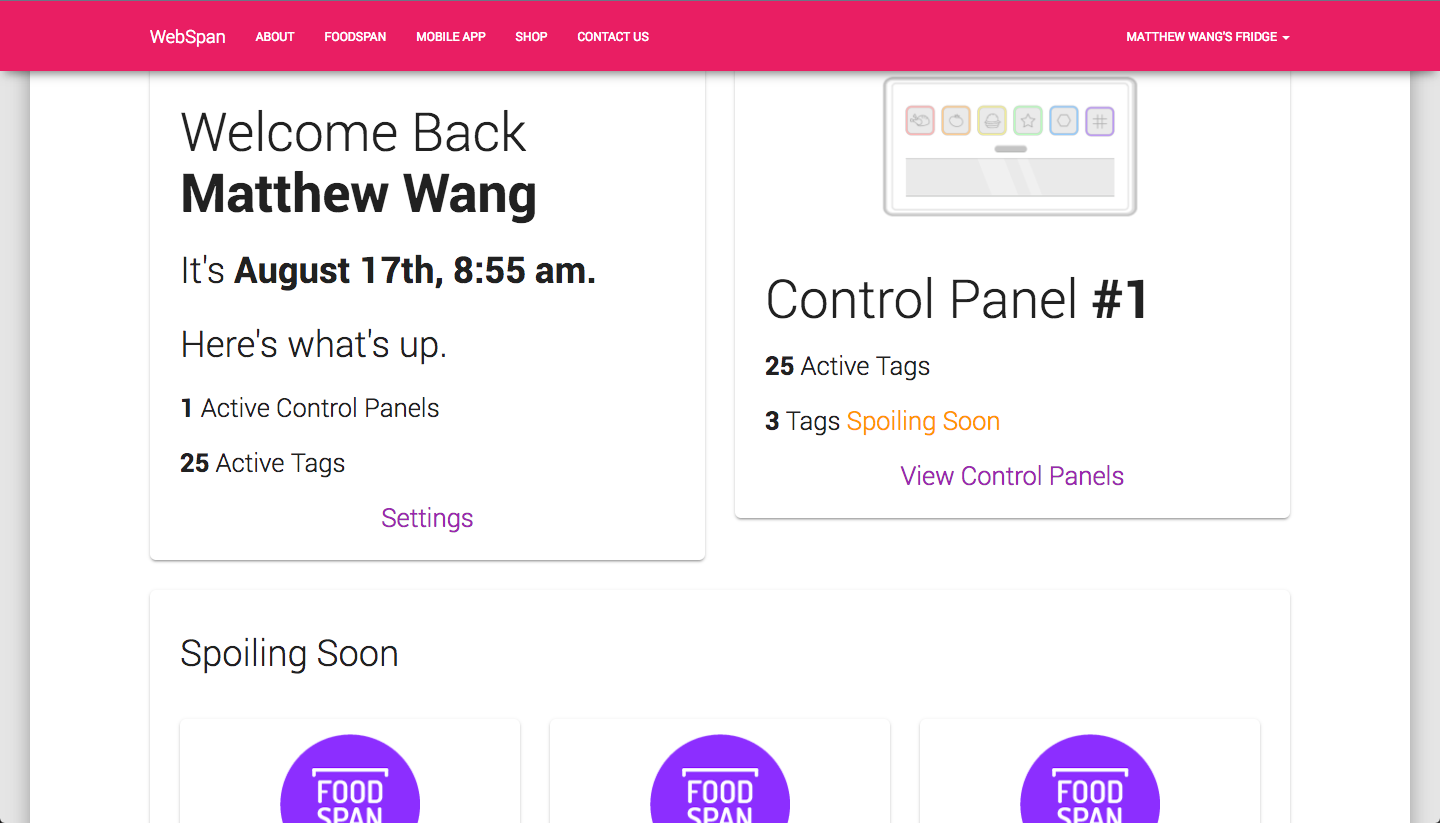 WebSpan ABOUT FOODSPAN MOBILE APP SHOP CONTACT US MATTHEW WANG'S FRIDGE
Welcome Back
Matthew Wang
It's August 17th, 8:55 am.
Here's what's up.
1 Active Control Panels
25 Active Tags
Settings
Control Panel #1
25 Active Tags
3 Tags Spoiling Soon
View Control Panels
Spoiling Soon
FOOD
SPAN
FOOD
SPAN
FOOD
SPAN